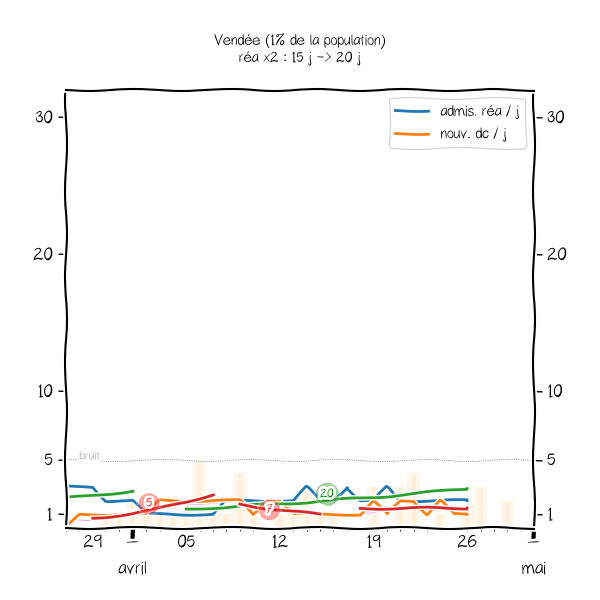 Vendée (1% de la population)
réa x2 : 15 j -> 20 j
admis. réa / j
nouv. dc / j
30
30
20
20
10
10
5
bruit
5
5
7
20
1
1
29
05
12
19
26
avril
mai